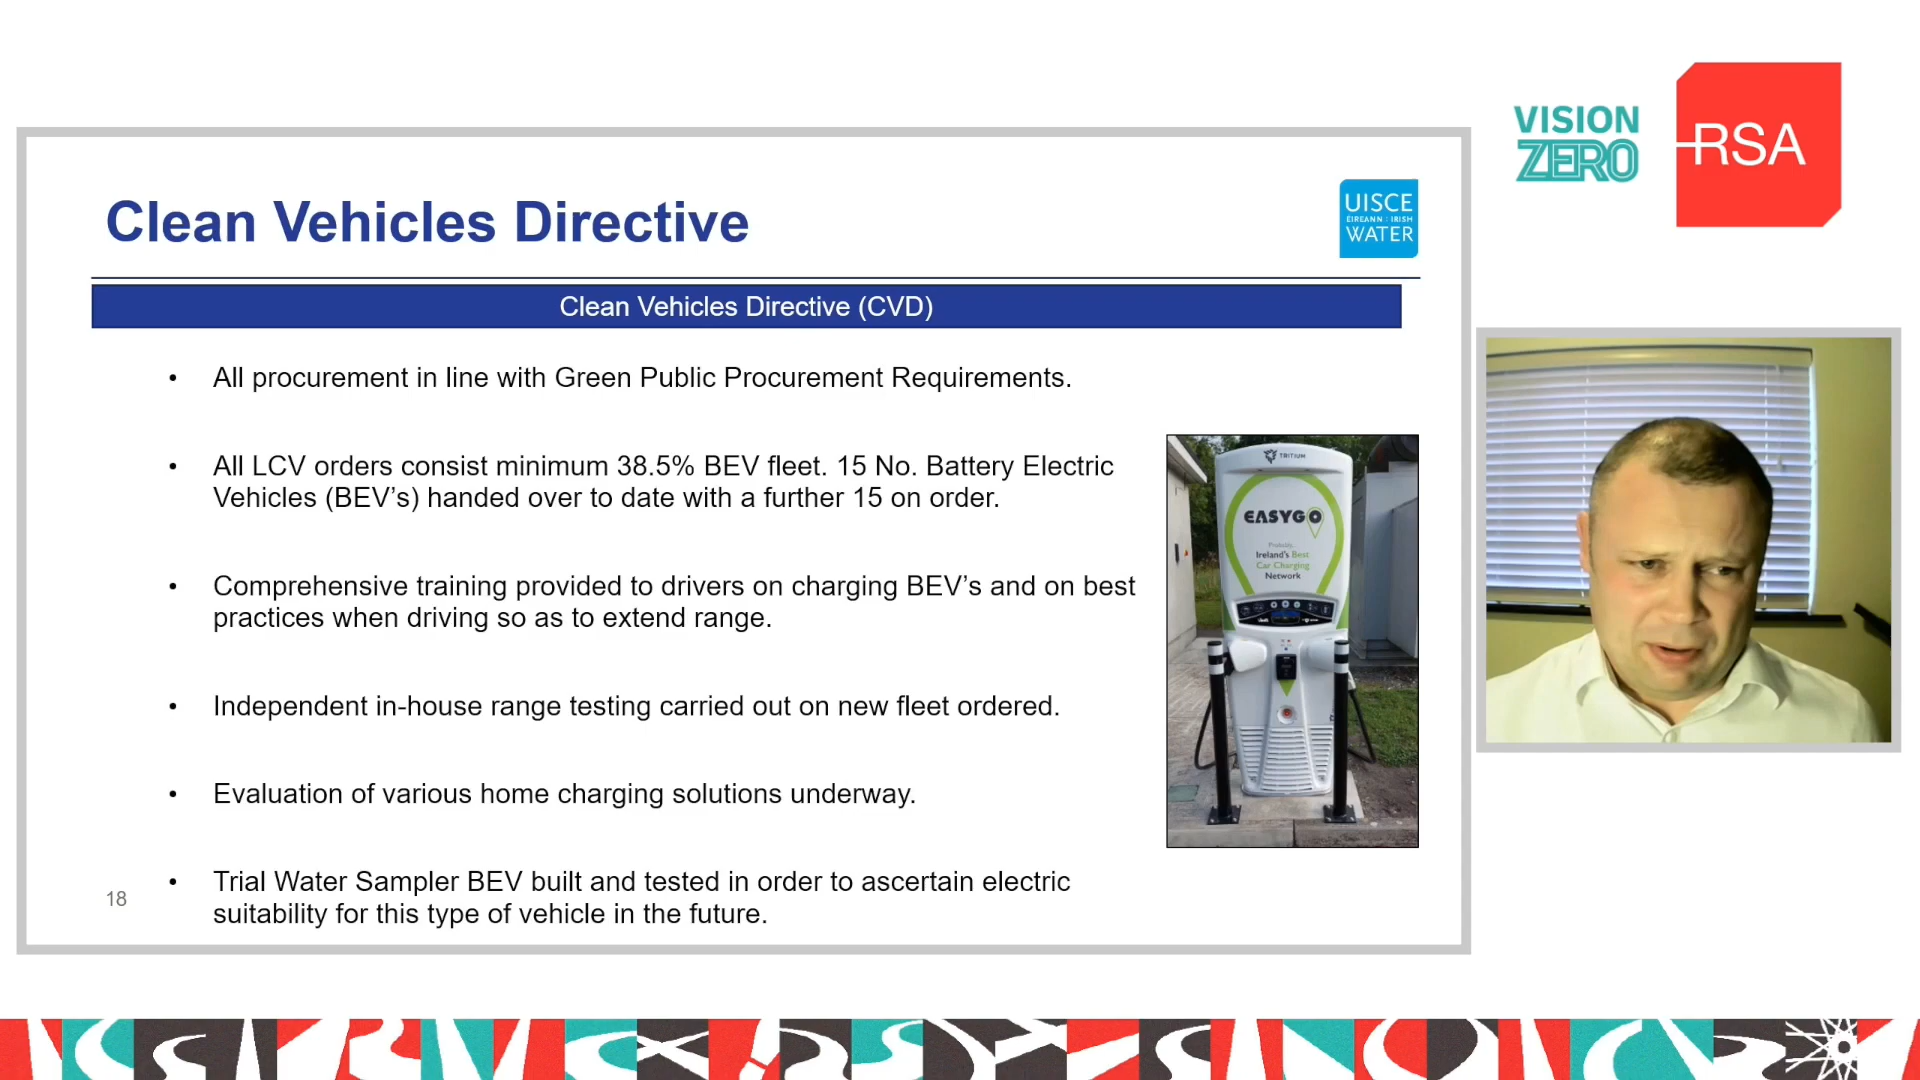 VISION
ZERO
RSA
Clean Vehicles Directive
UISCE
ÉIREANN : IRISH
WATER
Clean Vehicles Directive (CVD)
• All procurement in line with Green Public Procurement Requirements.
• All LCV orders consist minimum 38.5% BEV fleet. 15 No. Battery Electric
Vehicles (BEV’s) handed over to date with a further 15 on order.
• Comprehensive training provided to drivers on charging BEV’s and on best
practices when driving so as to extend range.
• Independent in-house range testing carried out on new fleet ordered.
• Evaluation of various home charging solutions underway.
• Trial Water Sampler BEV built and tested in order to ascertain electric
suitability for this type of vehicle in the future.
18
TRITIUM
EASYGO
Probably
Ireland's Best
Car Charging
Network